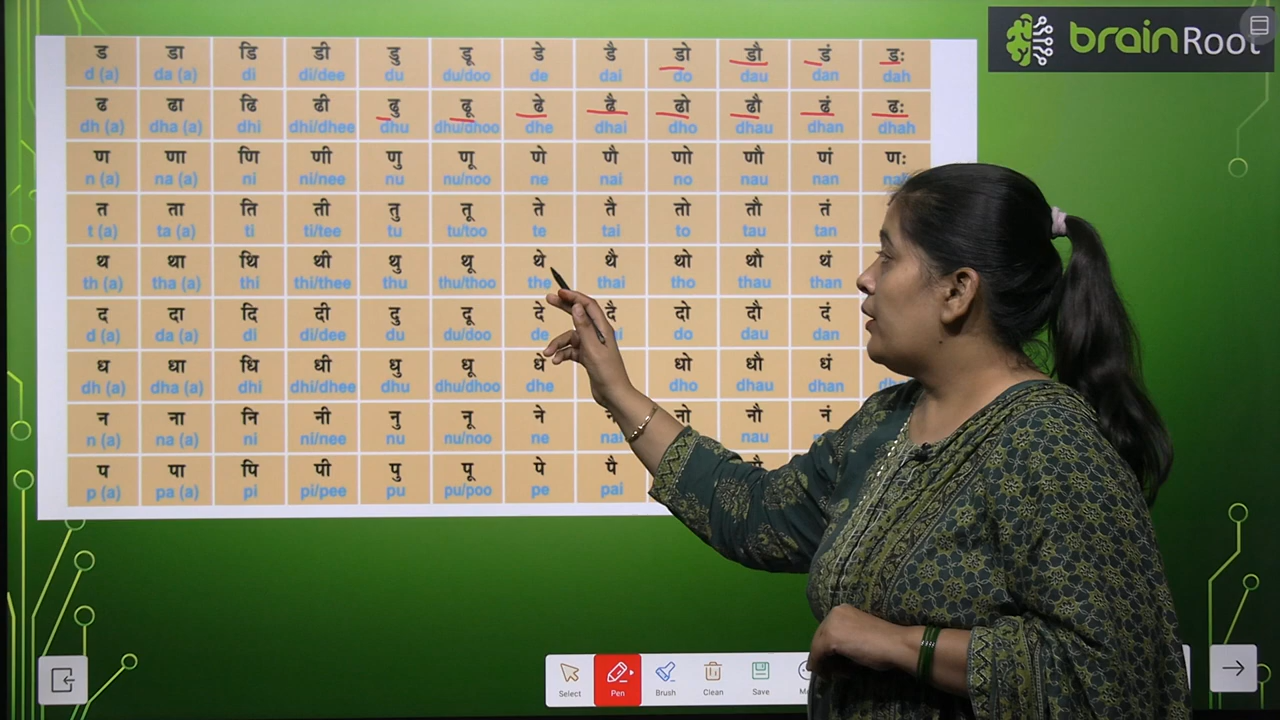 brainRoot
ड डा डि डी डु डू डे डै डो डौ डं डः
d (a) da (a) di di/dee du du/doo de dai do dau dan dah
ढ ढा ढि ढी ढु ढू ढे ढै ढो ढौ ढं ढः
dh (a) dha (a) dhi dhi/dhee dhu dhu/dhoo dhe dhai dho dhau dhan dhah
ण णा णि णी णु णू णे णै णो णौ णं णः
n (a) na (a) ni ni/nee nu nu/noo ne nai no nau nan
त ता ति ती तु तू ते तै तो तौ तं
t (a) ta (a) ti ti/tee tu tu/too te tai to tau tan
थ था थि थी थु थू थे थै थो थौ थं
th (a) tha (a) thi thi/thee thu thu/thoo the thai tho thau than
द दा दि दी दु दू दे दै दो दौ दं
d (a) da (a) di di/dee du du/doo de do dau dan
ध धा धि धी धु धू धे धो धौ धं
dh (a) dha (a) dhi dhi/dhee dhu dhu/dhoo dhe dho dhau dhan
न ना नि नी नु नू ने नो नौ नं
n (a) na (a) ni ni/nee nu nu/noo ne nau
प पा पि पी पु पू पे पै
p (a) pa (a) pi pi/pee pu pu/poo pe pai
Select Pen Brush Clean Save